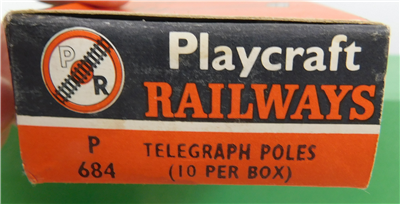 P R
Playcraft
RAILWAYS
P
684
TELEGRAPH POLES
(10 PER BOX)